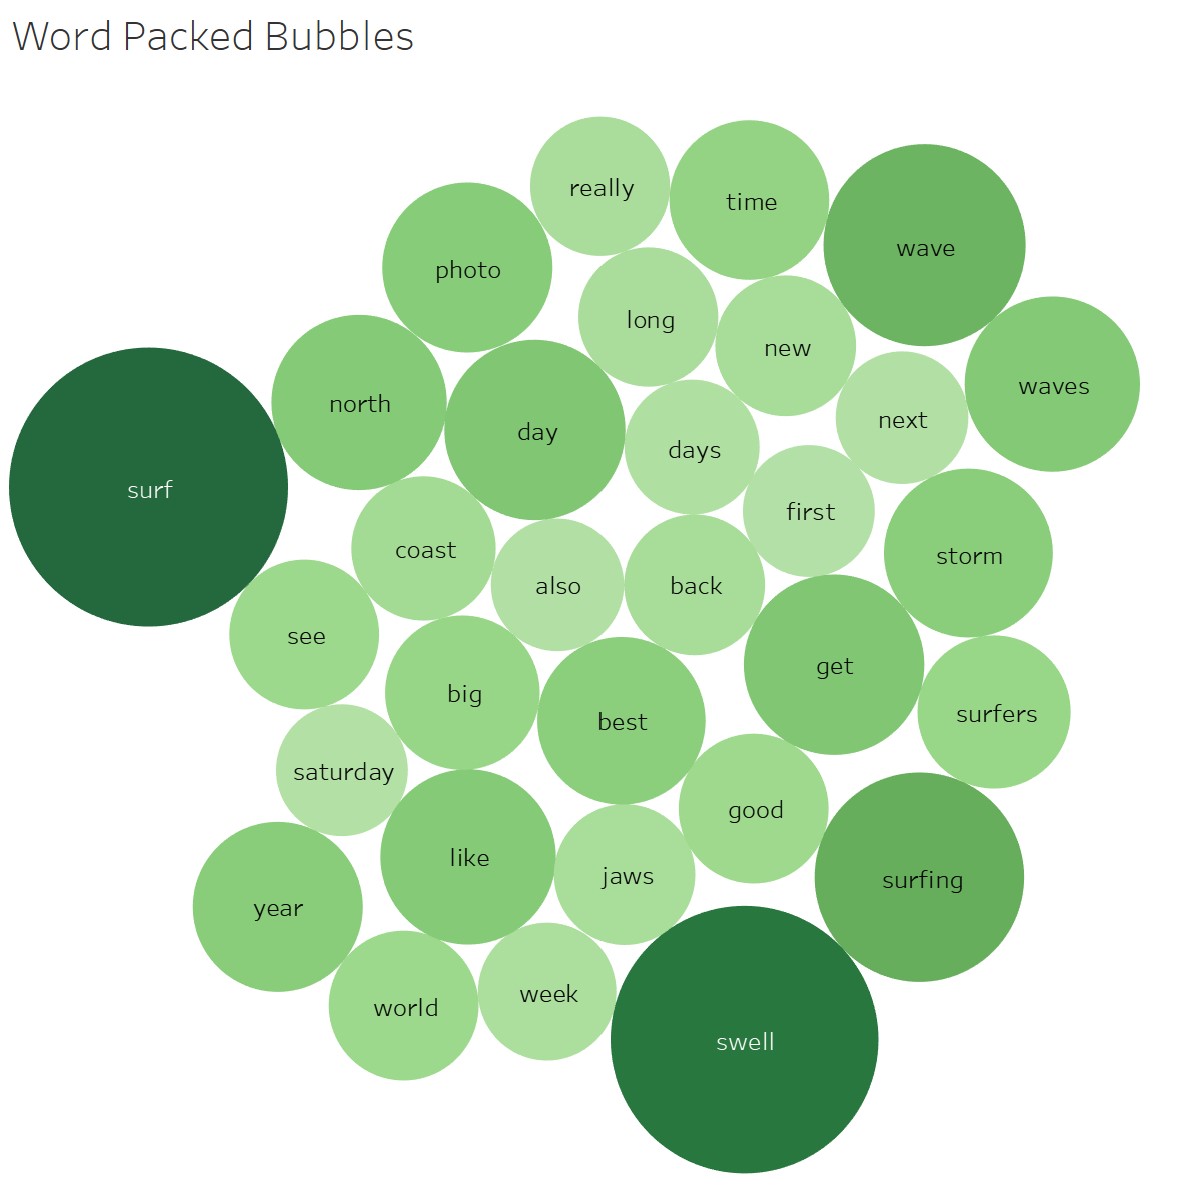 Word Packed Bubbles
really
time
wave
photo
long
new
waves
north
day
next
days
surf
first
coast
storm
also
back
see
get
big
surfers
best
saturday
good
like
jaws
surfing
year
week
world
swell